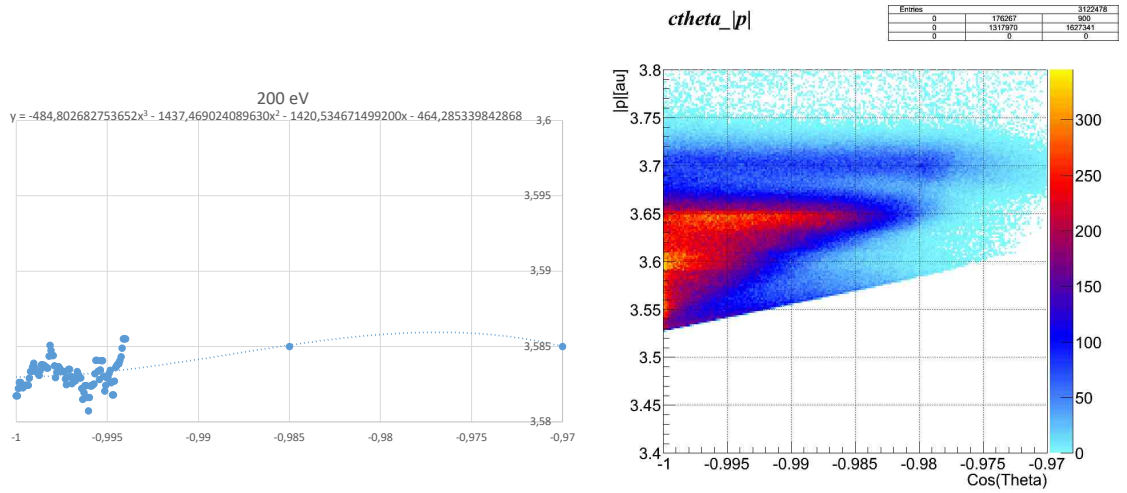 200 eV
y = -484,802682753652x³ - 1437,469024089630x² - 1420,534671499200x - 464,285339842868
3,6
3,595
3,59
3,585
3,58
-1 -0,995 -0,99 -0,985 -0,98 -0,975 -0,97
ctheta_|p|
Entries 3122478
0 176267 900
0 1317970 1627341
0 0 0
|p|[au]
3.8
3.75
3.7
3.65
3.6
3.55
3.5
3.45
3.4
-1 -0.995 -0.99 -0.985 -0.98 -0.975 -0.97
Cos(Theta)
300
250
200
150
100
50
0